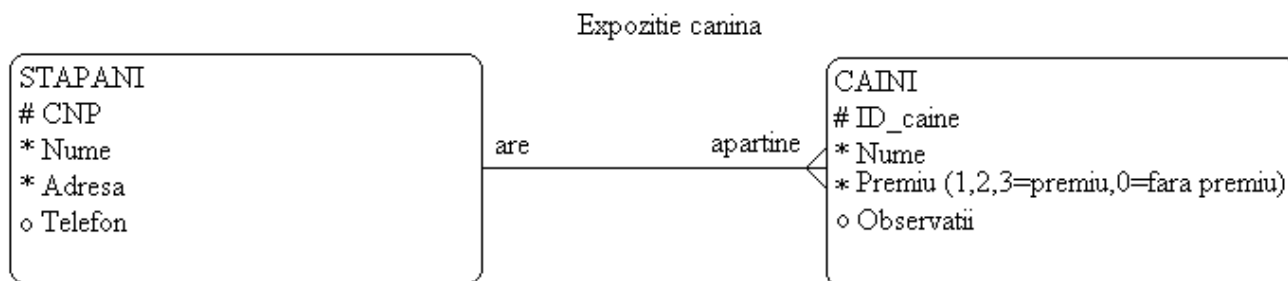 Expozitie canina
STAPANI
# CNP
* Nume
* Adresa
o Telefon
are
apartine
CAINI
# ID_caine
* Nume
* Premiu (1,2,3=premiu,0=fara premiu)
o Observatii